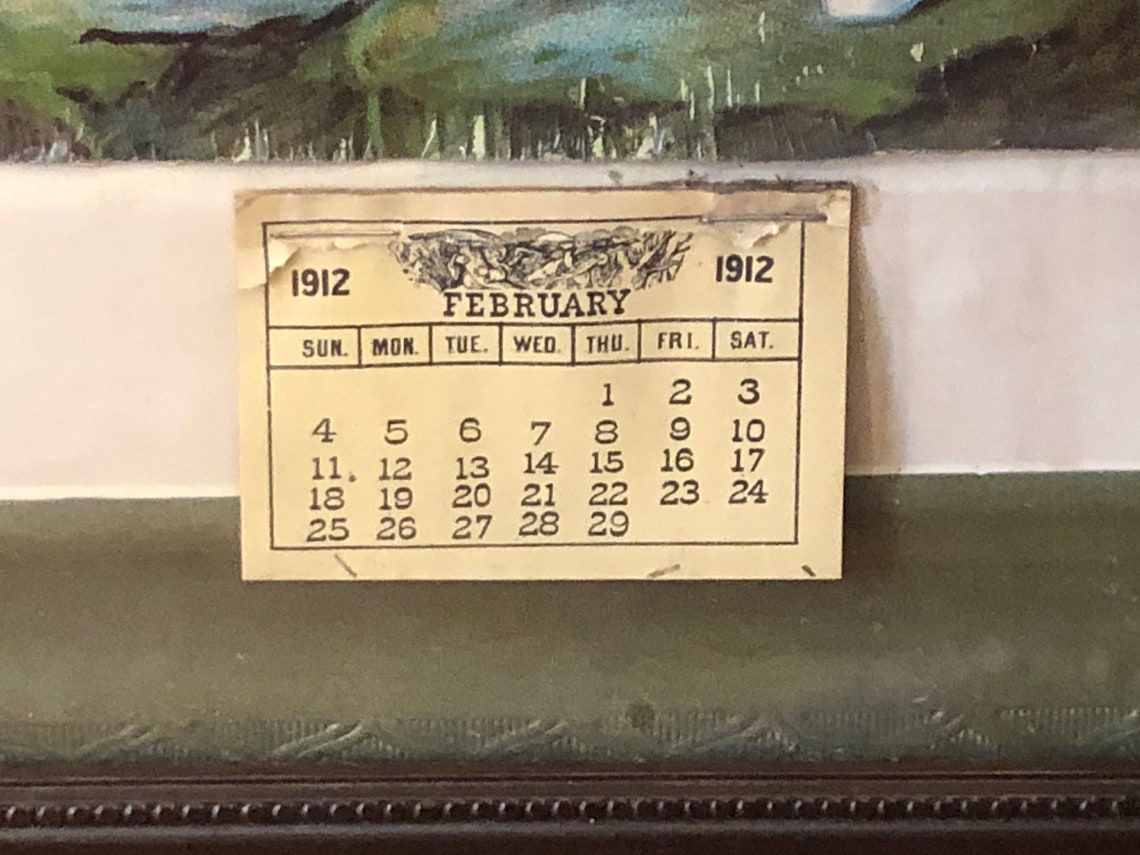 1912 1912
FEBRUARY
SUN. MON. TUE. WED. THU. FRI. SAT.
1 2 3
4 5 6 7 8 9 10
11. 12 13 14 15 16 17
18 19 20 21 22 23 24
25 26 27 28 29